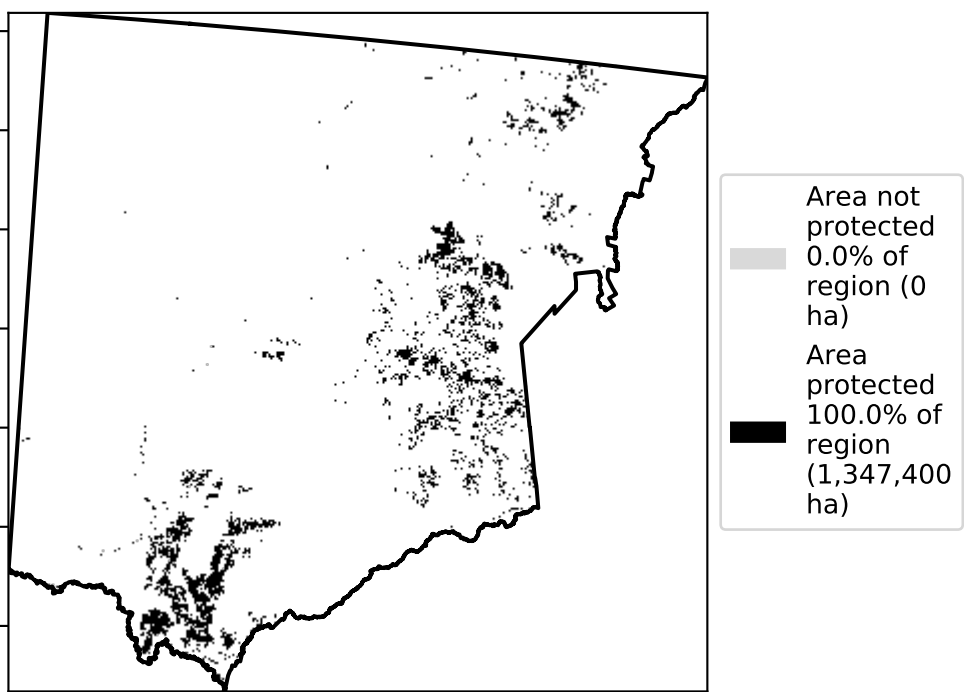 Area not
protected
0.0% of
region (0
ha)
Area
protected
100.0% of
region
(1,347,400
ha)